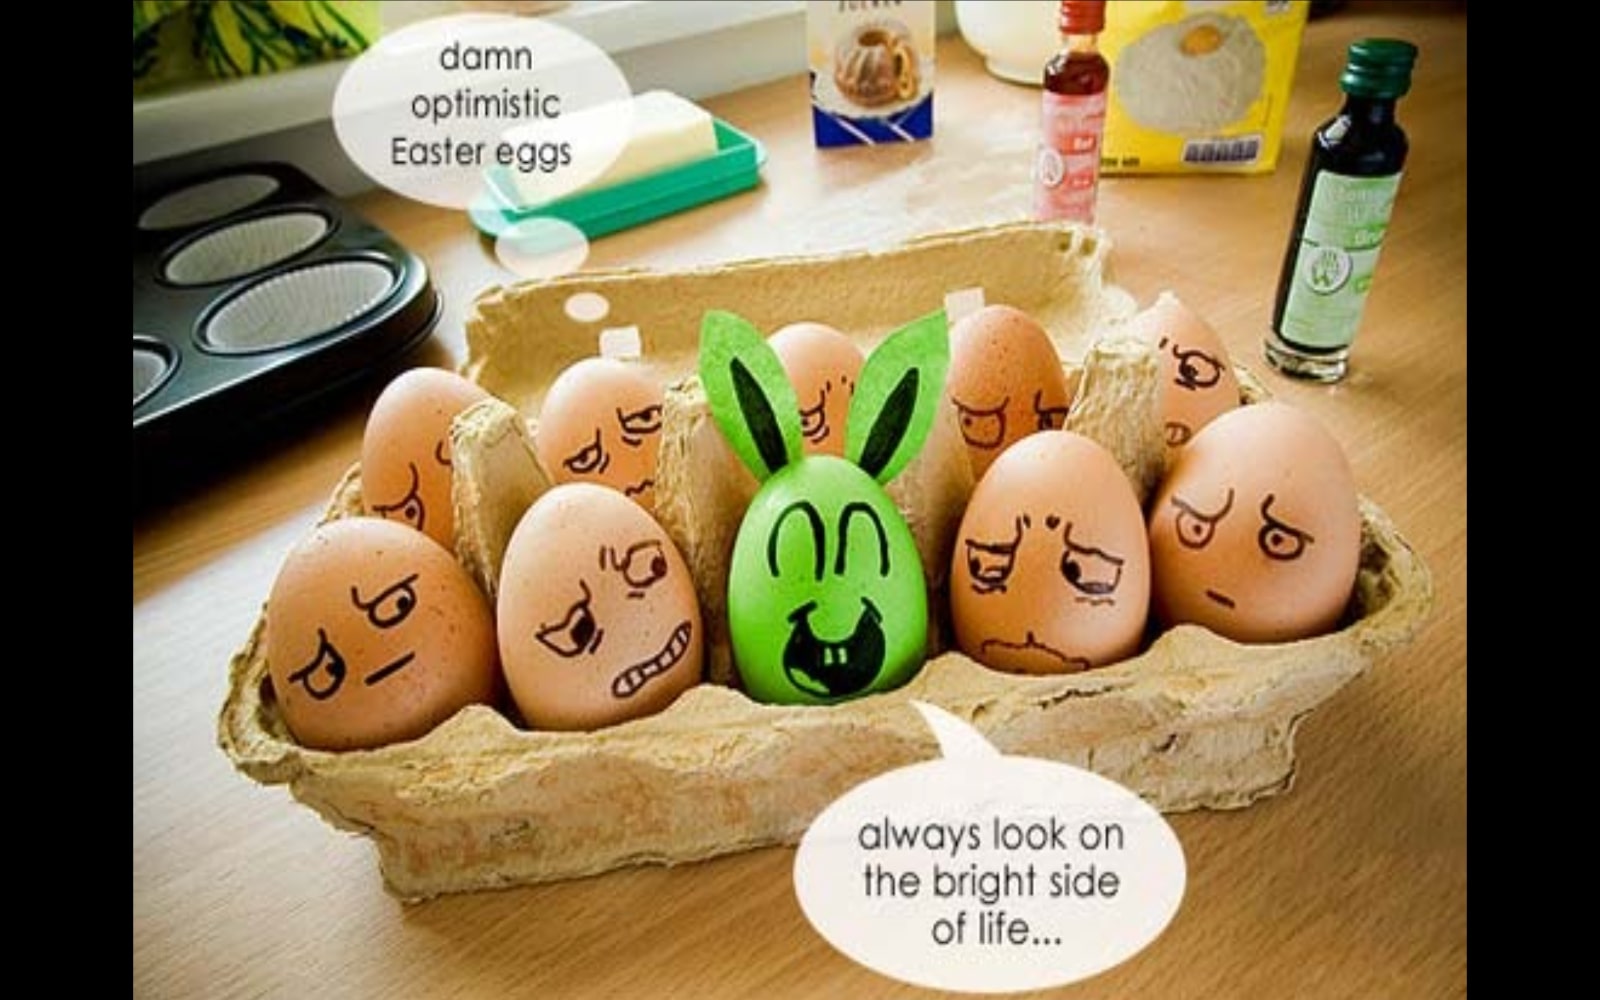 damn
optimistic
Easter eggs
always look on
the bright side
of life...